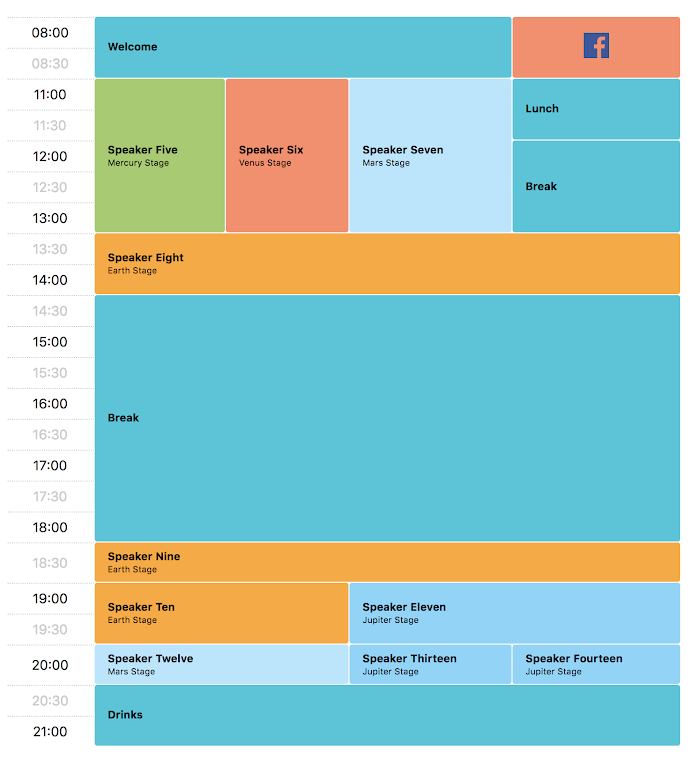 08:00
Welcome
08:30
11:00
Lunch
11:30
12:00
Speaker Five
Speaker Six
Speaker Seven
Mercury Stage
Venus Stage
Mars Stage
12:30
Break
13:00
13:30
Speaker Eight
Earth Stage
14:00
14:30
15:00
15:30
16:00
Break
16:30
17:00
17:30
18:00
Speaker Nine
18:30
Earth Stage
19:00
Speaker Ten
Speaker Eleven
Earth Stage
Jupiter Stage
19:30
20:00
Speaker Twelve
Speaker Thirteen
Speaker Fourteen
Mars Stage
Jupiter Stage
Jupiter Stage
20:30
Drinks
21:00